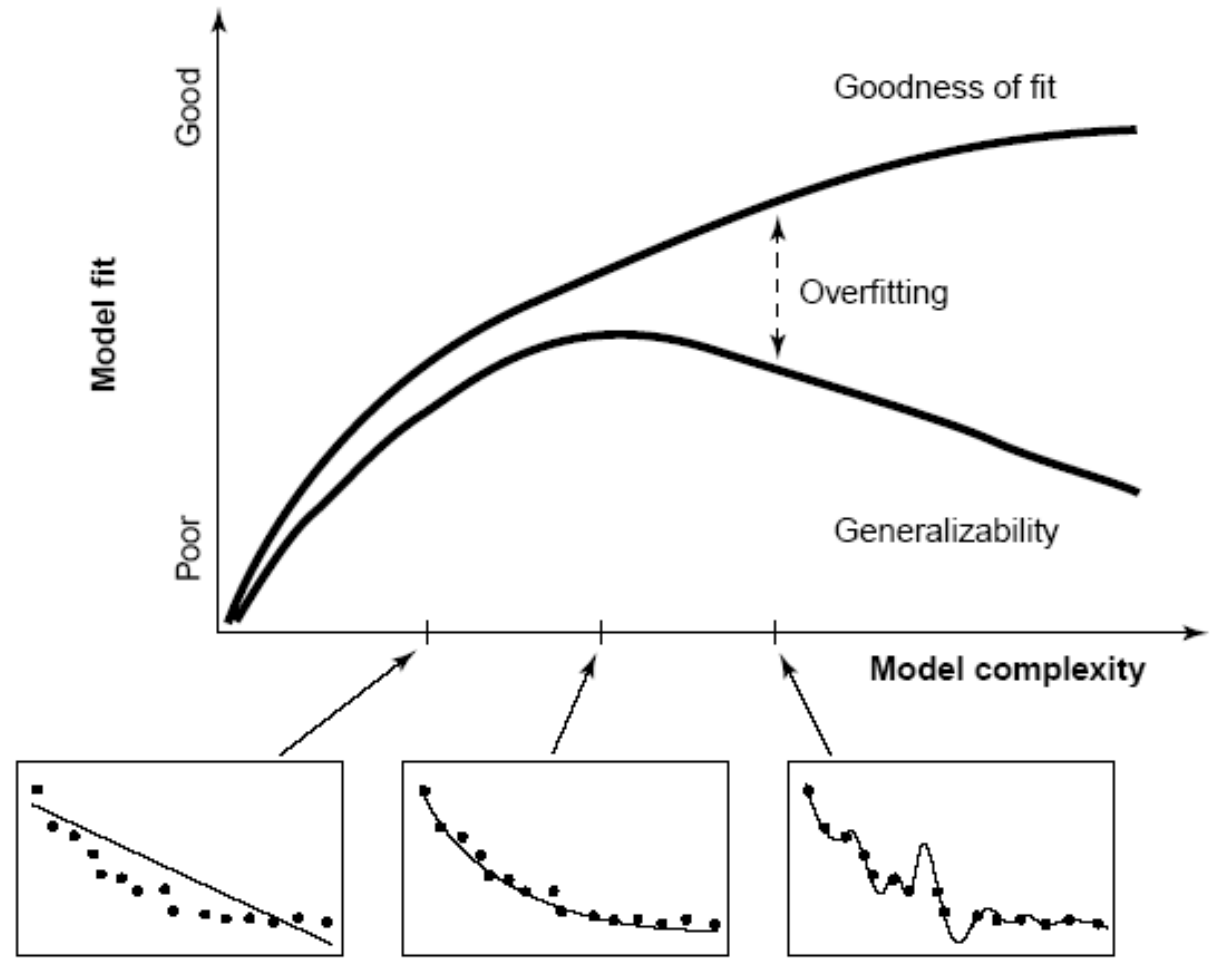 Good
Goodness of fit
Model fit
Overfitting
Poor
Generalizability
Model complexity